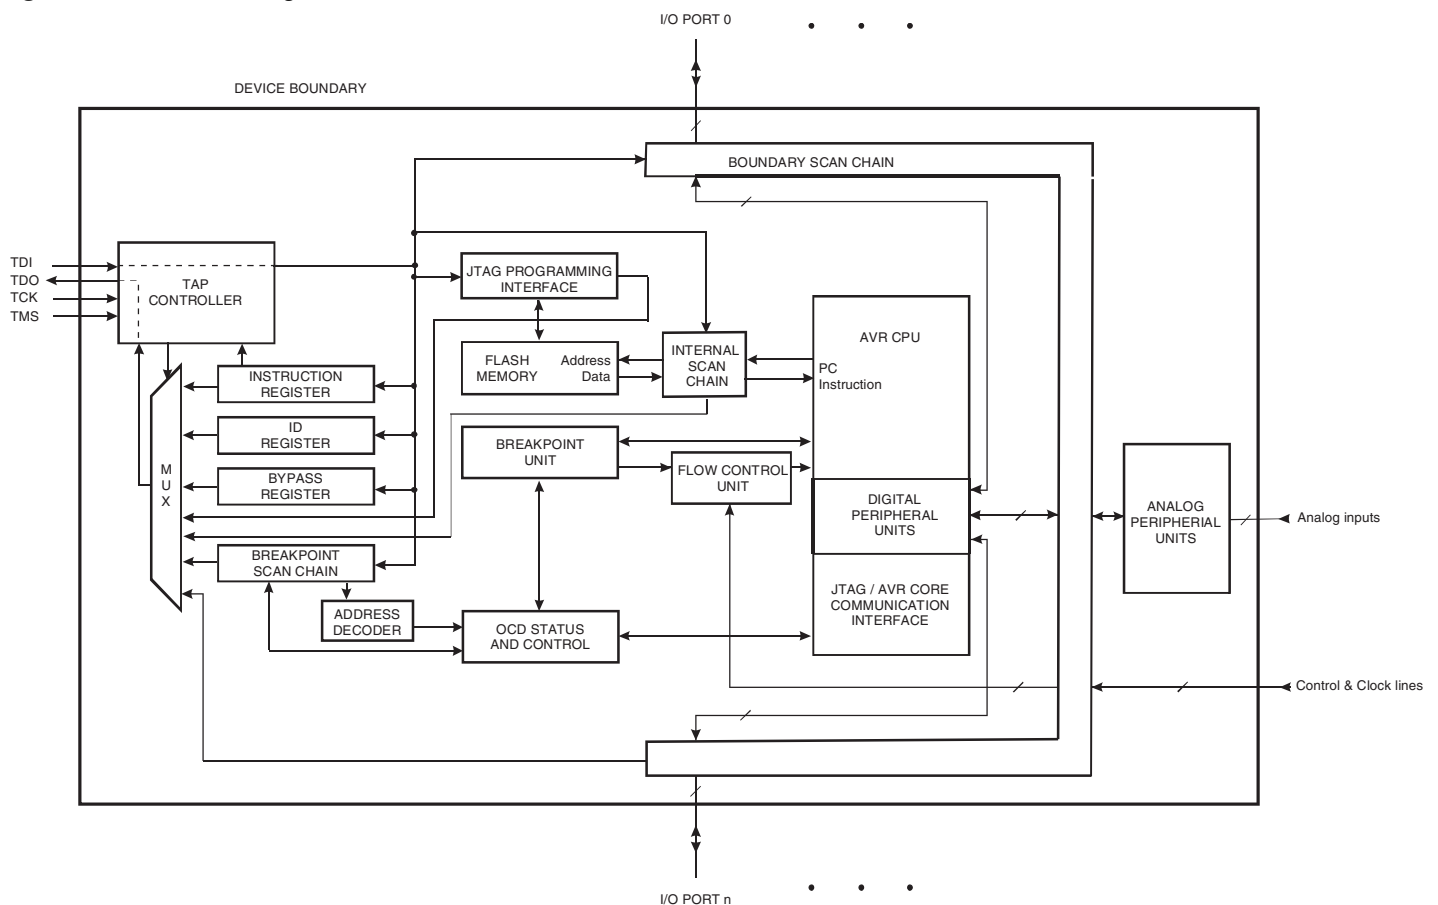 I/O PORT 0
DEVICE BOUNDARY
BOUNDARY SCAN CHAIN
TDI
TDO
TCK
TMS
TAP
CONTROLLER
JTAG PROGRAMMING
INTERFACE
FLASH
MEMORY
Address
Data
INTERNAL
SCAN
CHAIN
AVR CPU
PC
Instruction
INSTRUCTION
REGISTER
ID
REGISTER
BYPASS
REGISTER
M
U
X
BREAKPOINT
UNIT
FLOW CONTROL
UNIT
DIGITAL
PERIPHERAL
UNITS
ANALOG
PERIPHERIAL
UNITS
Analog inputs
BREAKPOINT
SCAN CHAIN
ADDRESS
DECODER
OCD STATUS
AND CONTROL
JTAG / AVR CORE
COMMUNICATION
INTERFACE
Control & Clock lines
I/O PORT n